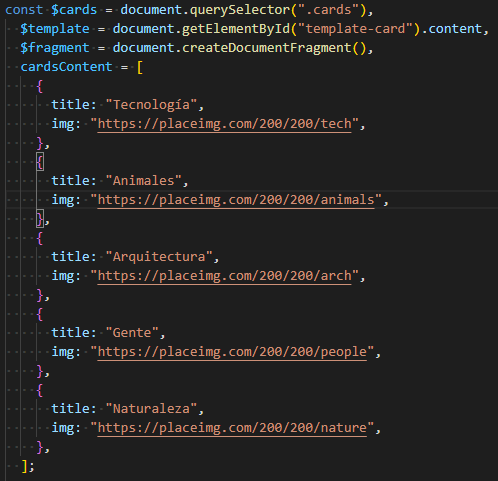 const $cards = document.querySelector(".cards"),
$template = document.getElementById("template-card").content,
$fragment = document.createDocumentFragment(),
cardsContent = [
{
title: "Tecnología",
img: "https://placeimg.com/200/200/tech",
},
{
title: "Animales",
img: "https://placeimg.com/200/200/animals",
},
{
title: "Arquitectura",
img: "https://placeimg.com/200/200/arch",
},
{
title: "Gente",
img: "https://placeimg.com/200/200/people",
},
{
title: "Naturaleza",
img: "https://placeimg.com/200/200/nature",
},
];